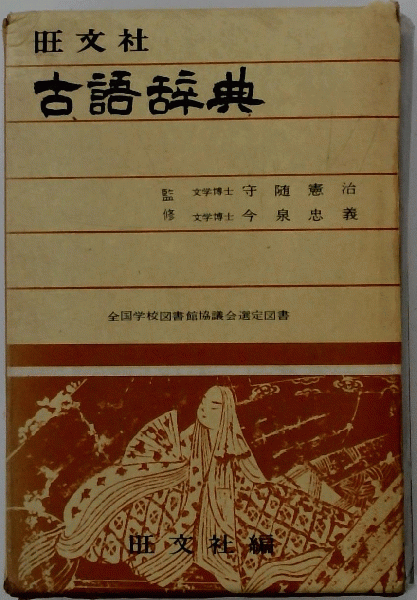 旺文社
古語辞典
監修
文学博士 守随憲治
文学博士 今泉忠義
全国学校図書館協議会選定図書
旺文社編